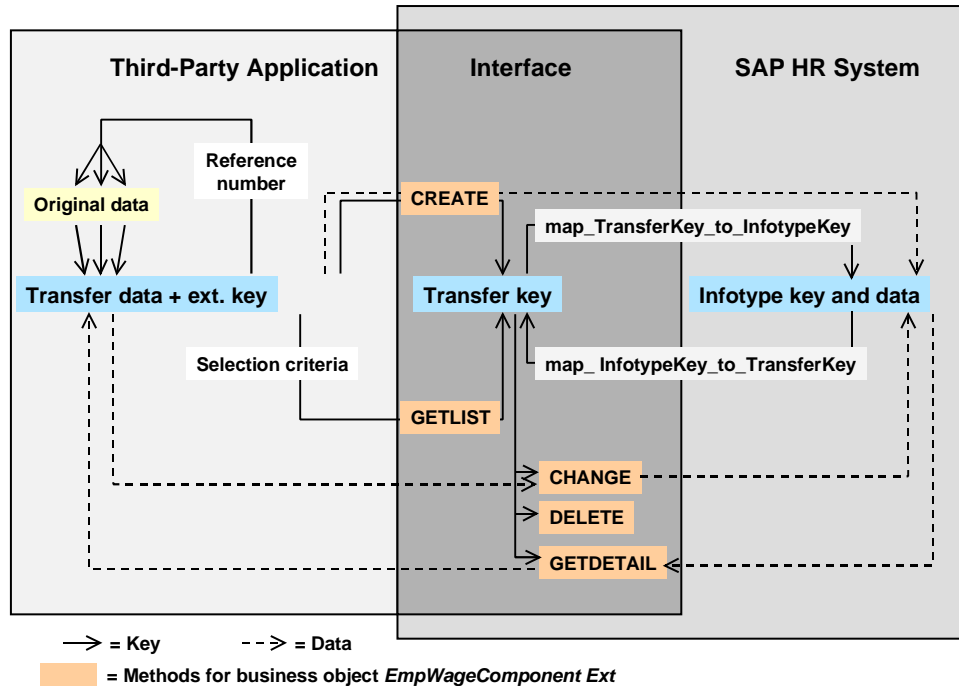 Third-Party Application
Interface
SAP HR System
Reference
number
Original data
CREATE
map_TransferKey_to_InfotypeKey
Transfer data + ext. key
Transfer key
Infotype key and data
Selection criteria
map_ InfotypeKey_to_TransferKey
GETLIST
CHANGE
DELETE
GETDETAIL
= Key
= Data
= Methods for business object EmpWageComponent Ext